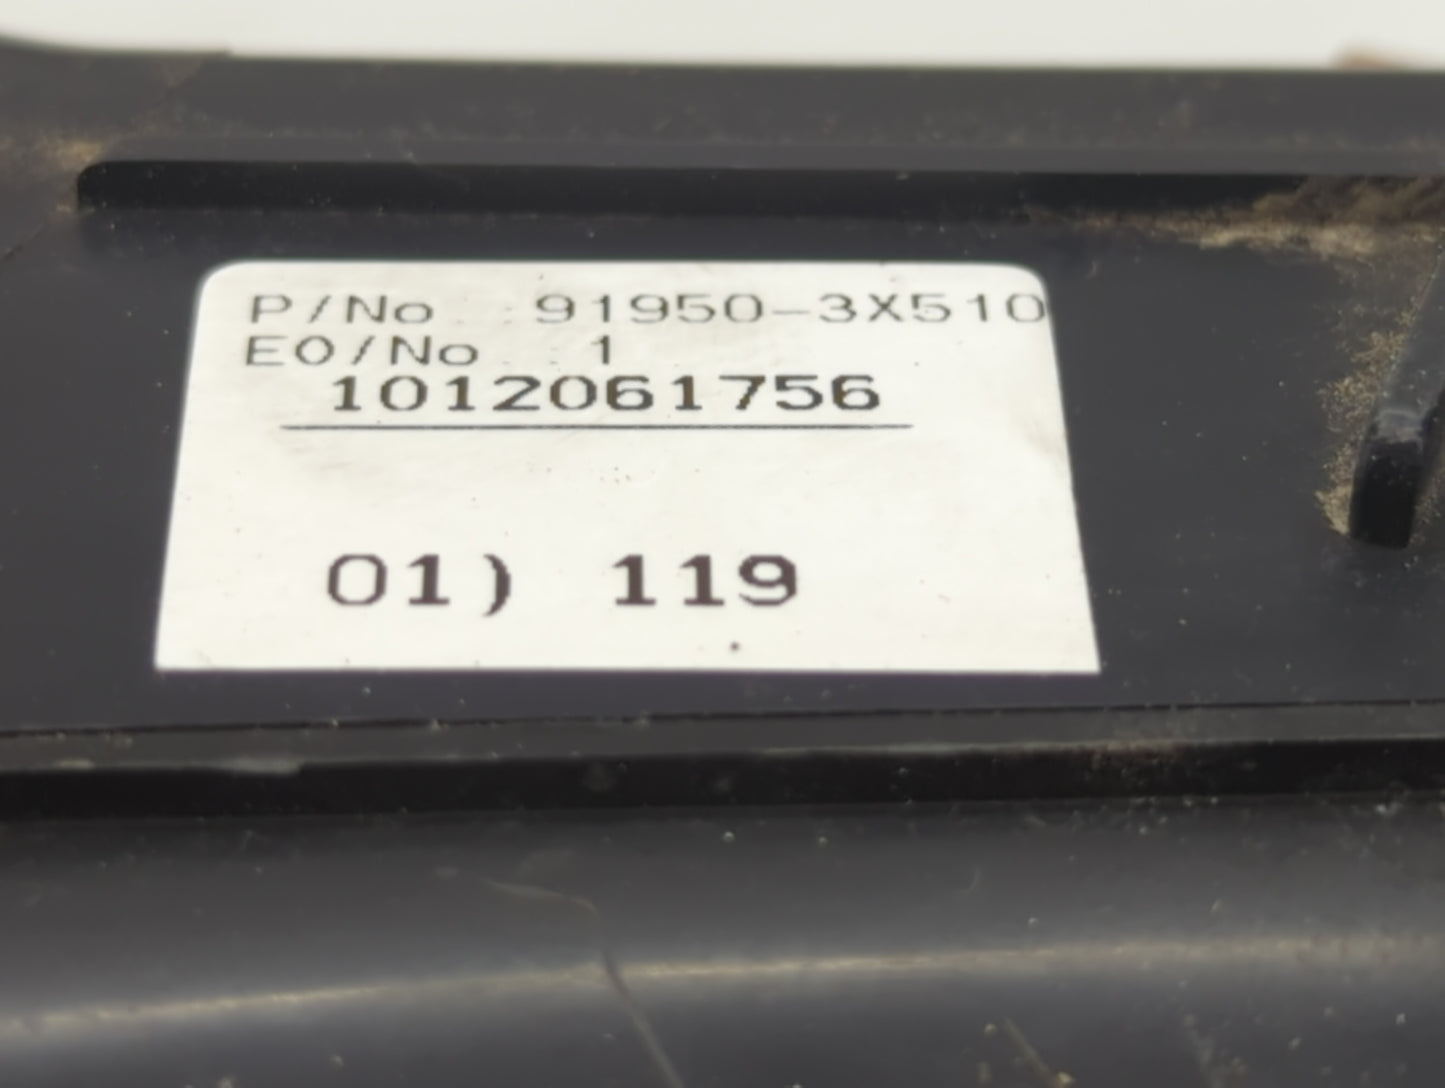 P/No : 91950-3X510
EO/No : 1
1012061756
01) 119